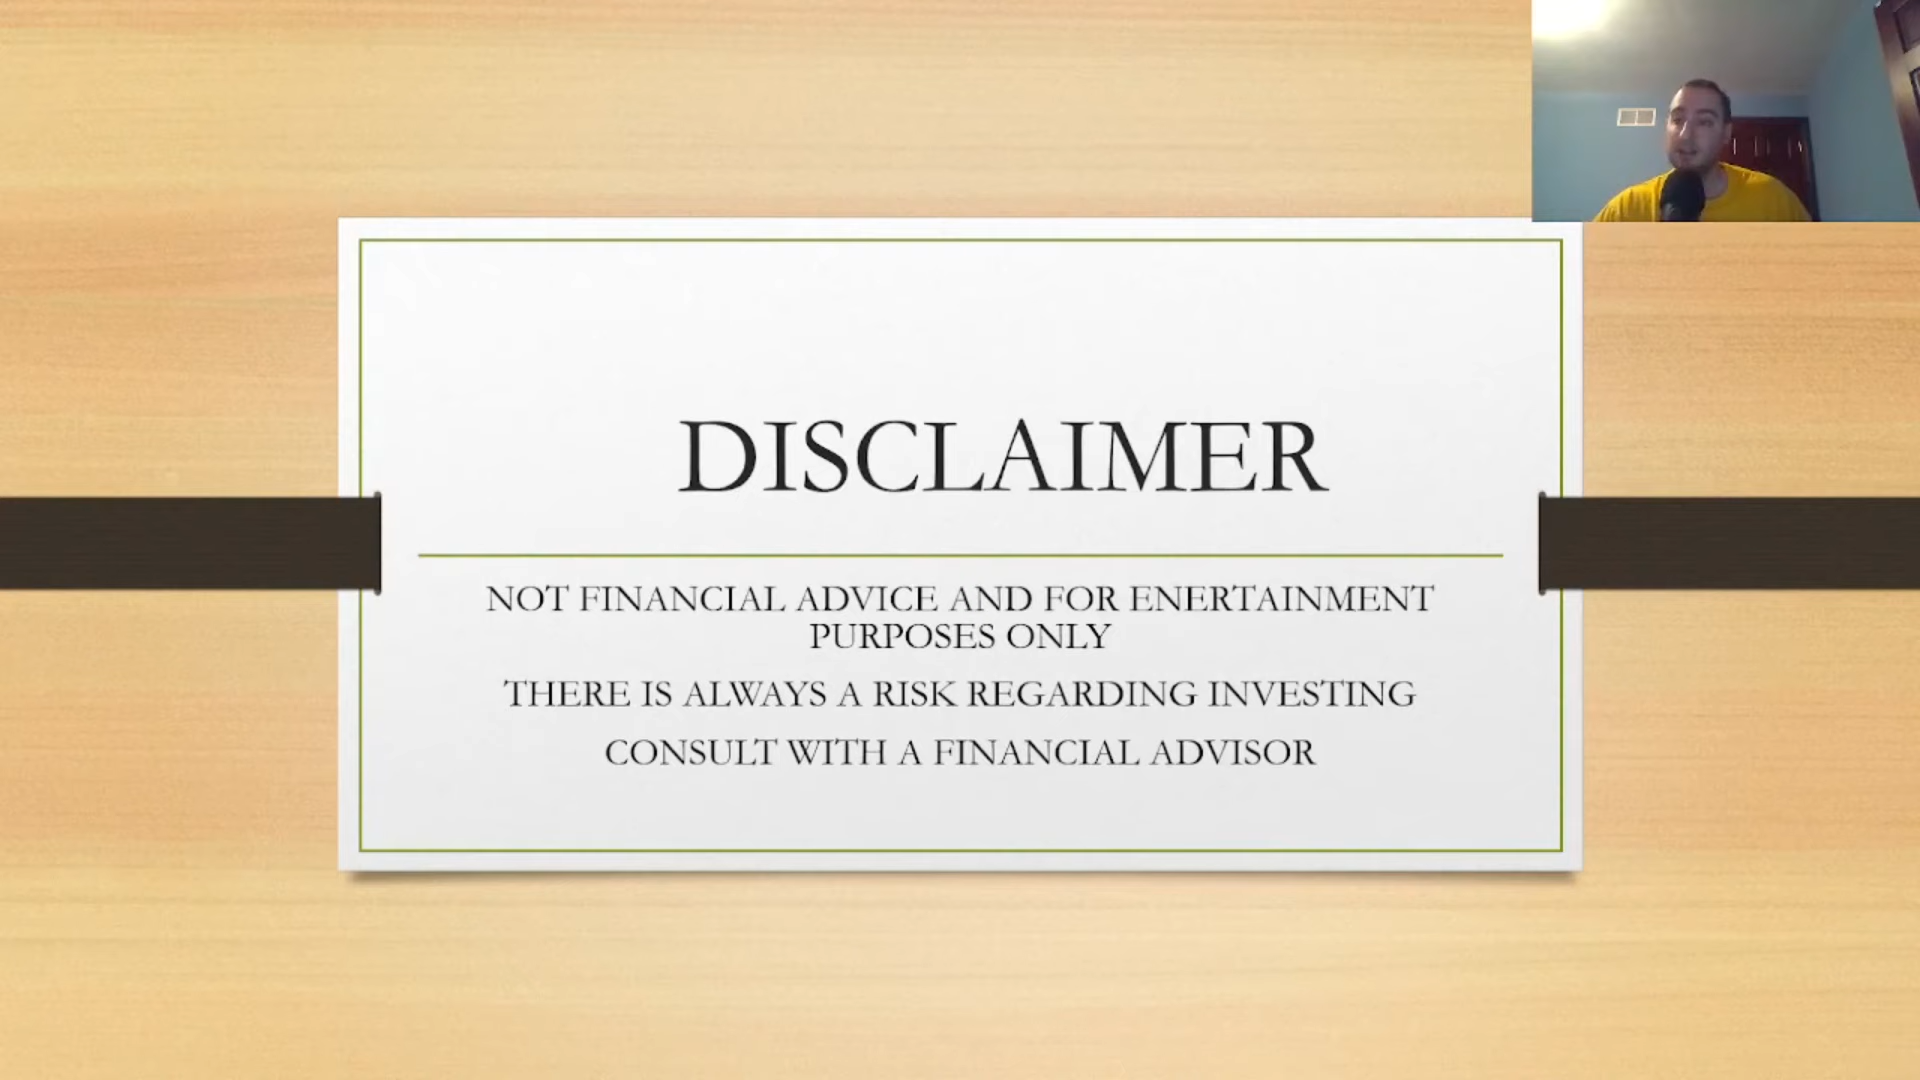 DISCLAIMER
NOT FINANCIAL ADVICE AND FOR ENERTAINMENT
PURPOSES ONLY
THERE IS ALWAYS A RISK REGARDING INVESTING
CONSULT WITH A FINANCIAL ADVISOR